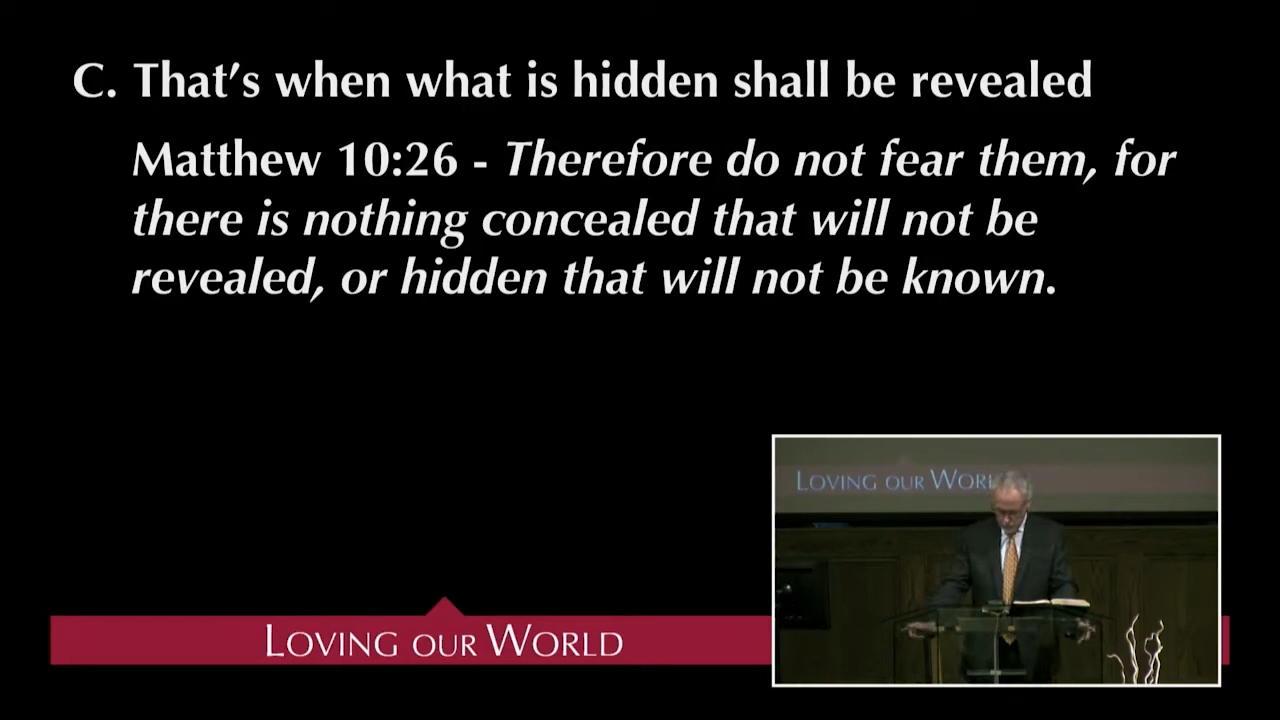 C. That's when what is hidden shall be revealed
Matthew 10:26 - Therefore do not fear them, for
there is nothing concealed that will not be
revealed, or hidden that will not be known.
LOVING OUR WORLD
LOVING OUR WORL